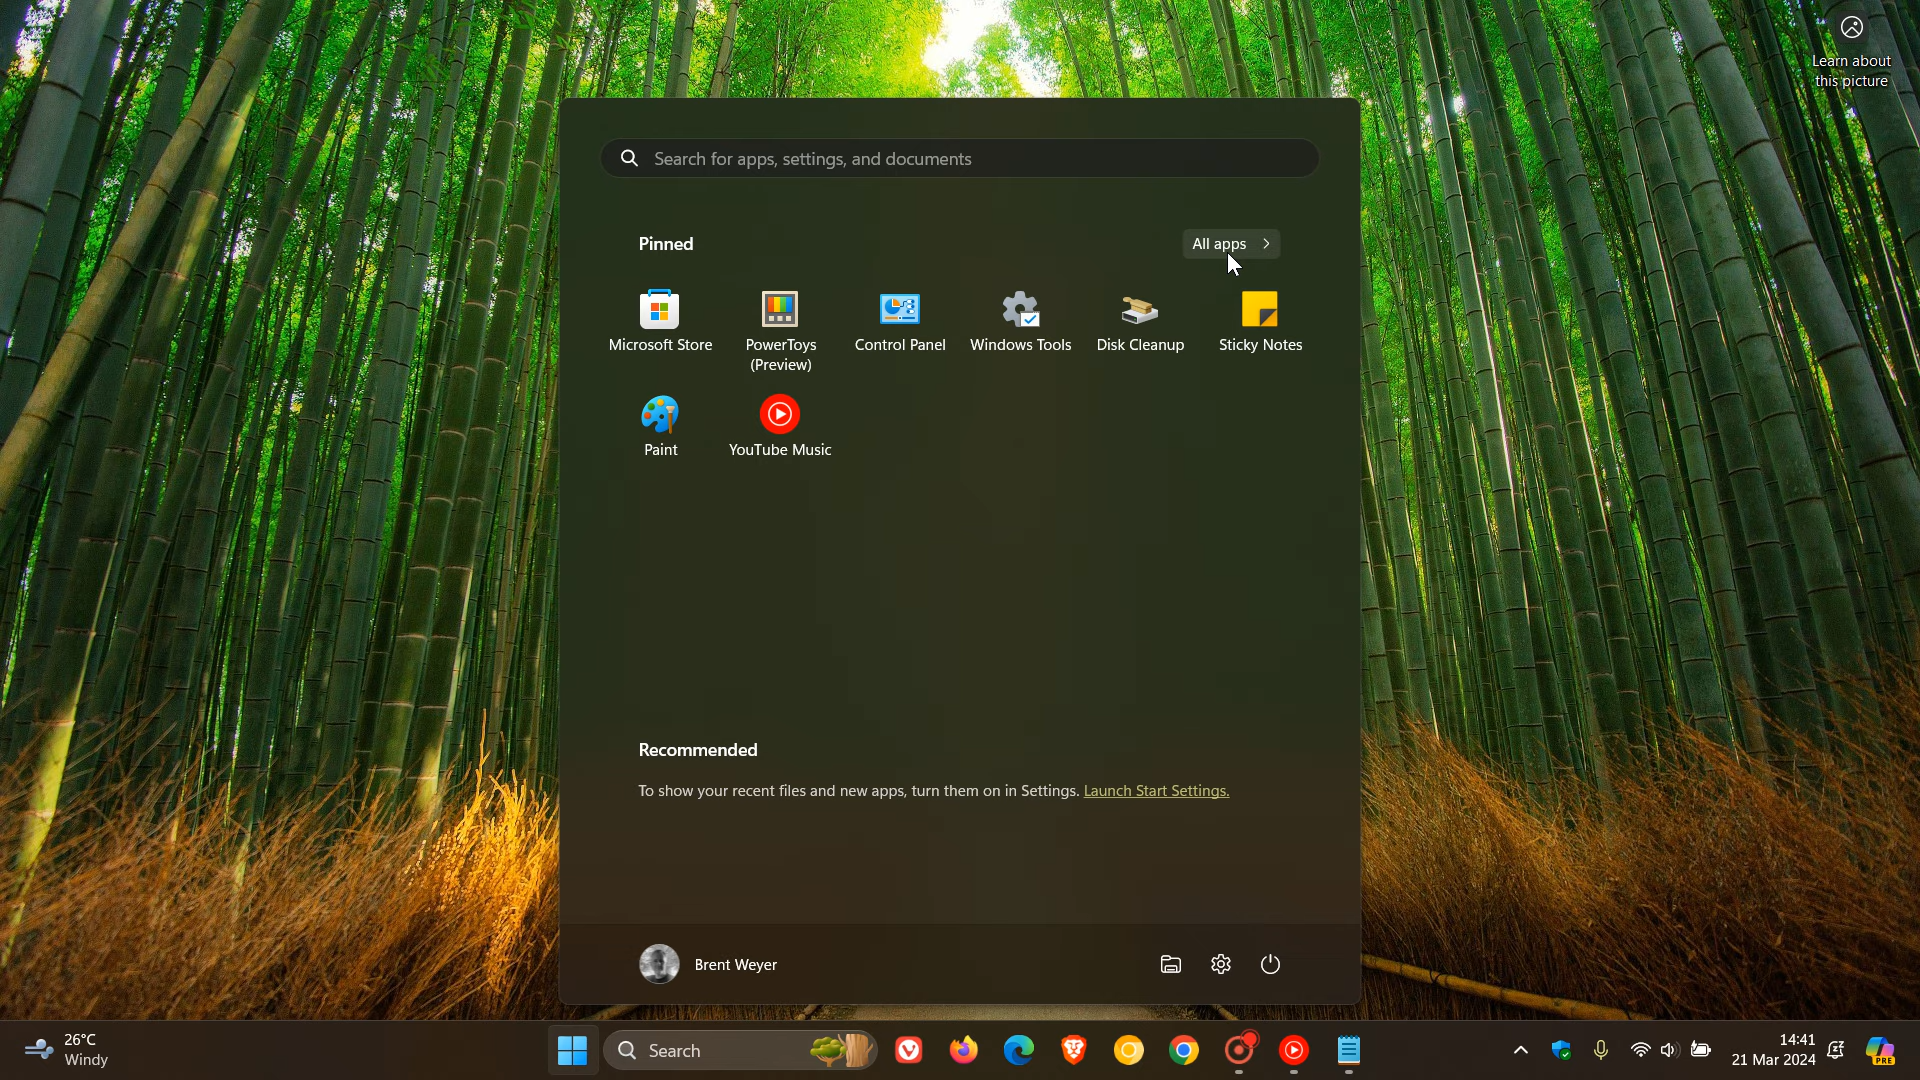 Learn about
this picture
Search for apps, settings, and documents
Pinned
All apps
Microsoft Store
PowerToys
(Preview)
Control Panel
Windows Tools
Disk Cleanup
Sticky Notes
Paint
YouTube Music
Recommended
To show your recent files and new apps, turn them on in Settings. Launch Start Settings.
Brent Weyer
26°C
Windy
Search
14:41
21 Mar 2024
PRE